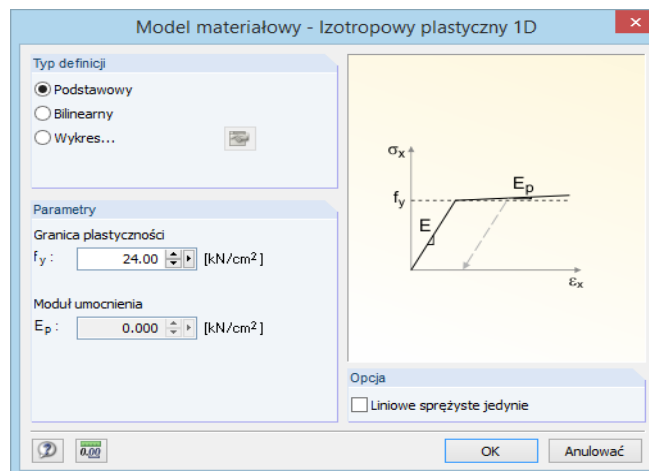 Model materiałowy - Izotropowy plastyczny 1D
Typ definicji
Podstawowy
Bilinearny
Wykres...
Parametry
Granica plastyczności
fy : 24.00 [kN/cm2]
Moduł umocnienia
Ep : 0.000 [kN/cm2]
σx
fy
Ep
E
εx
Opcja
Liniowe sprężyste jedynie
0.00
OK
Anulować